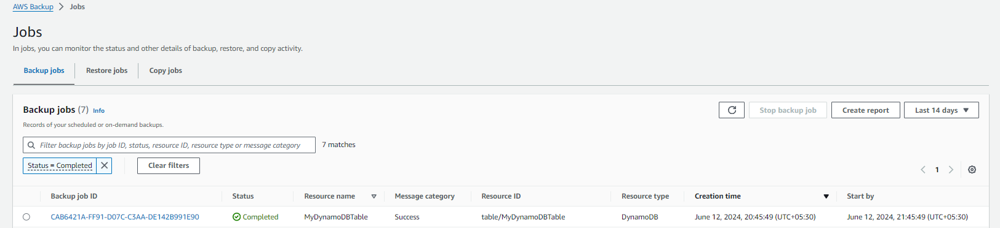 AWS Backup > Jobs
Jobs
In jobs, you can monitor the status and other details of backup, restore, and copy activity.
Backup jobs Restore jobs Copy jobs
Backup jobs (7) Info Stop backup job Create report Last 14 days
Records of your scheduled or on-demand backups.
Filter backup jobs by job ID, status, resource ID, resource type or message category 7 matches
Status = Completed Clear filters 1
Backup job ID Status Resource name Message category Resource ID Resource type Creation time Start by
CAB6421A-FF91-D07C-C3AA-DE142B991E90 Completed MyDynamoDBTable Success table/MyDynamoDBTable DynamoDB June 12, 2024, 20:45:49 (UTC+05:30) June 12, 2024, 21:45:49 (UTC+05:30)